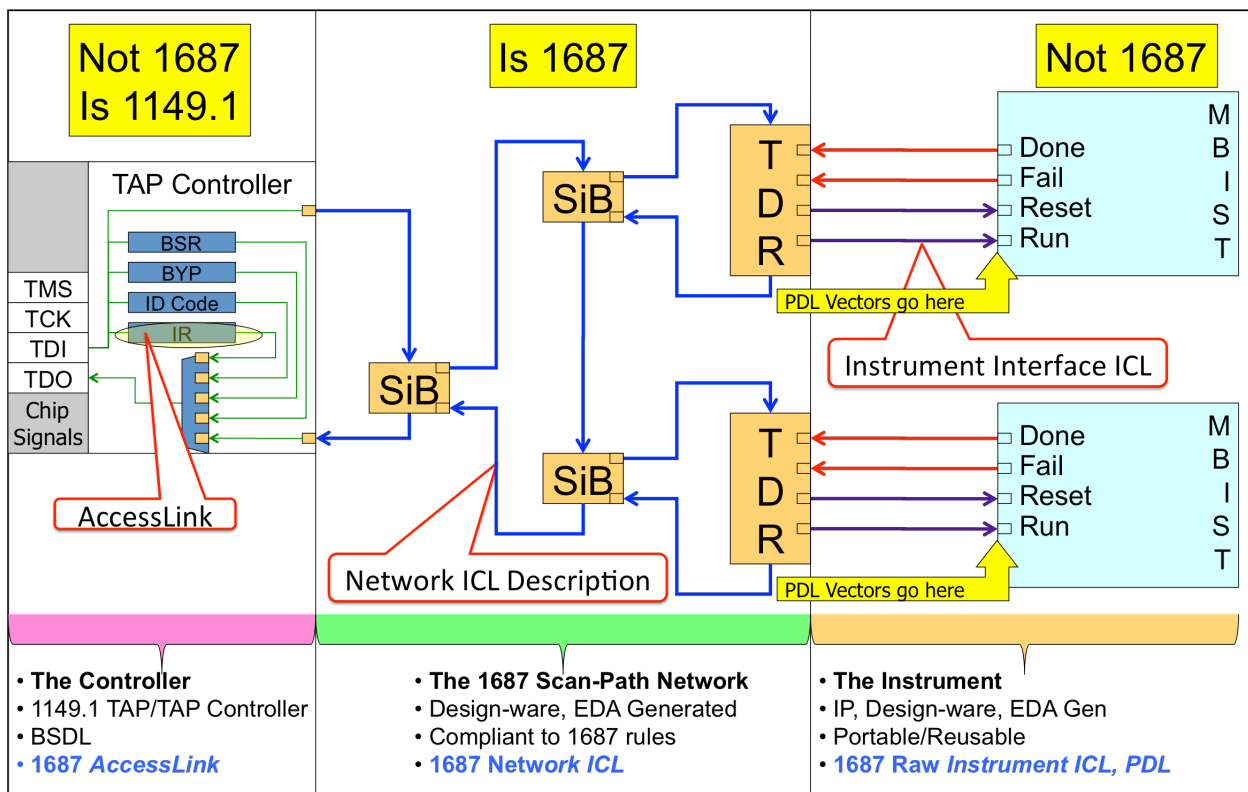 Not 1687
Is 1149.1
Is 1687
Not 1687
TAP Controller
BSR
BYP
ID Code
IR
TMS
TCK
TDI
TDO
Chip
Signals
AccessLink
SiB
SiB
SiB
Network ICL Description
T
D
R
T
D
R
Done
Fail
Reset
Run
M
B
I
S
T
PDL Vectors go here
Instrument Interface ICL
Done
Fail
Reset
Run
M
B
I
S
T
PDL Vectors go here
• The Controller
• 1149.1 TAP/TAP Controller
• BSDL
• 1687 AccessLink
• The 1687 Scan-Path Network
• Design-ware, EDA Generated
• Compliant to 1687 rules
• 1687 Network ICL
• The Instrument
• IP, Design-ware, EDA Gen
• Portable/Reusable
• 1687 Raw Instrument ICL, PDL